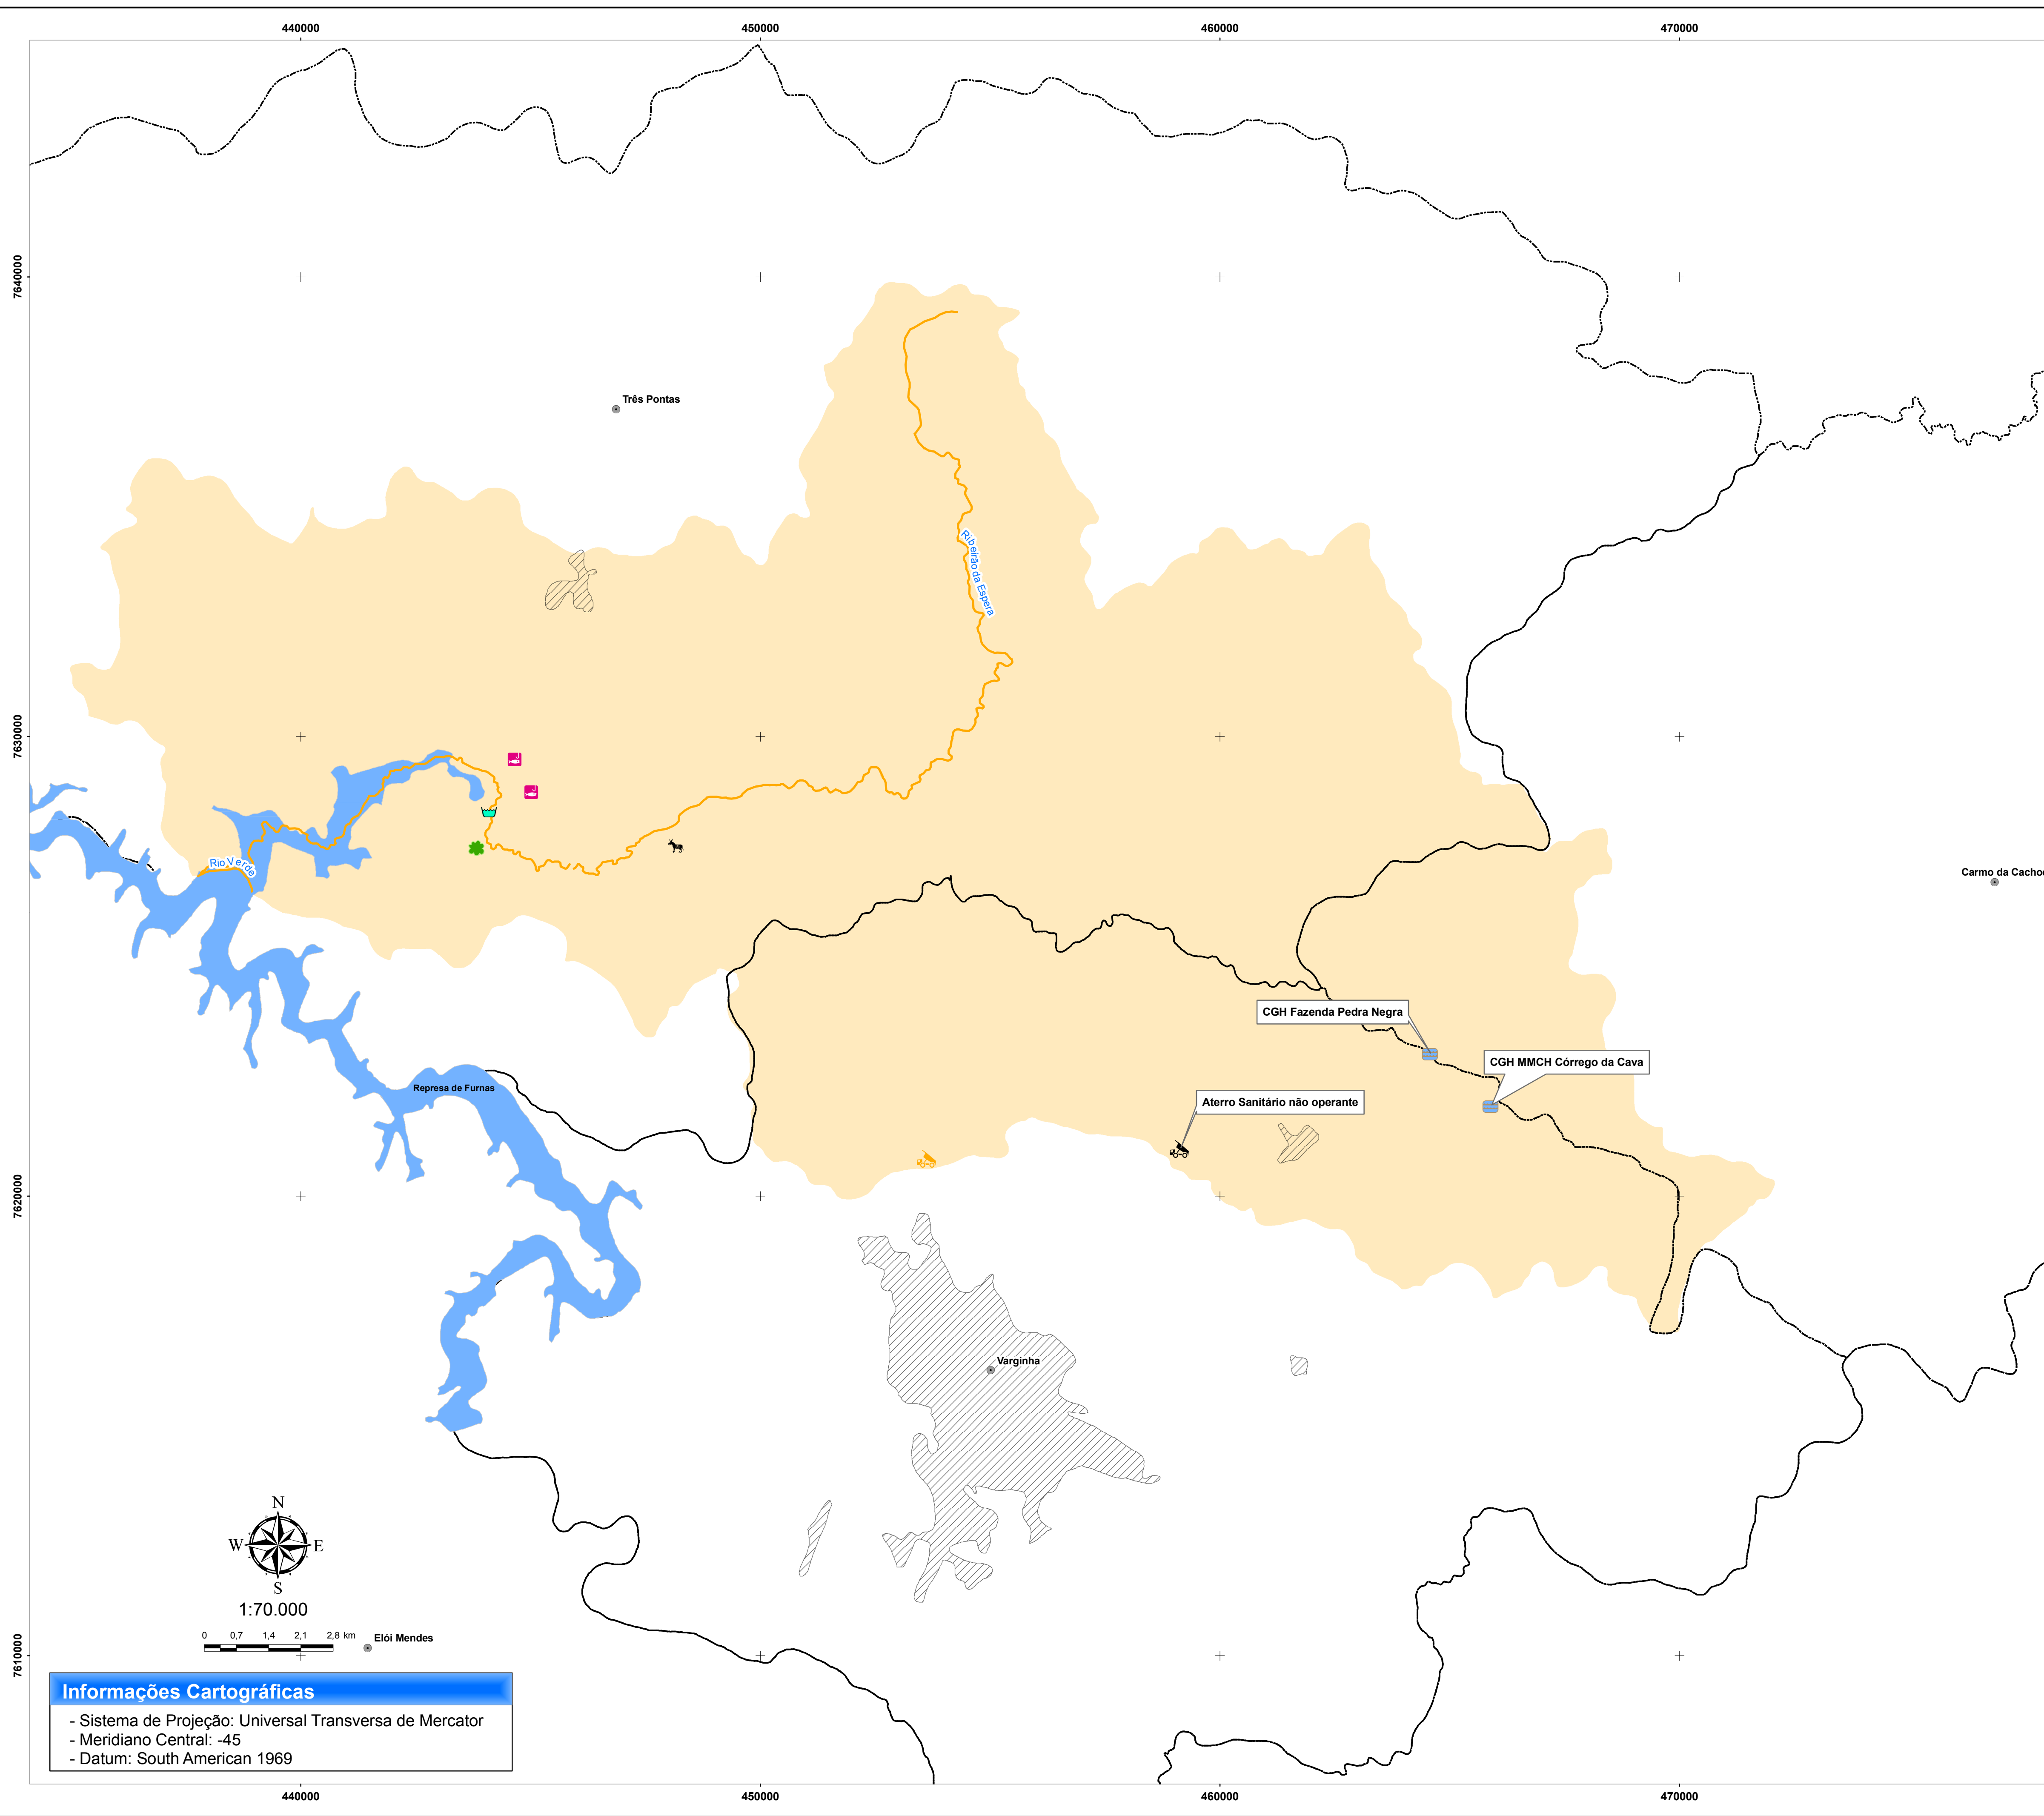 440000 450000 460000 470000
7640000
Três Pontas
Ribeirão da Espera
7630000
Rio Verde
Carmo da Cachoe
CGH Fazenda Pedra Negra
CGH MMCH Córrego da Cava
Represa de Furnas
Aterro Sanitário não operante
7620000
Varginha
N
W E
S
1:70.000
0 0,7 1,4 2,1 2,8 km
Elói Mendes
7610000
Informações Cartográficas
- Sistema de Projeção: Universal Transversa de Mercator
- Meridiano Central: -45
- Datum: South American 1969
440000 450000 460000 470000